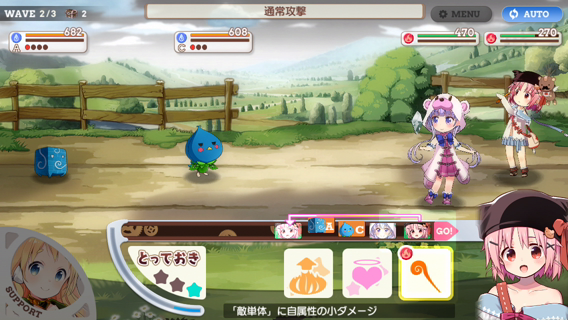 WAVE 2/3 2
通常攻撃
MENU
AUTO
682
A
608
C
470
270
A
C
GO!
とっておき
SUPPORT
「敵単体」に自属性の小ダメージ